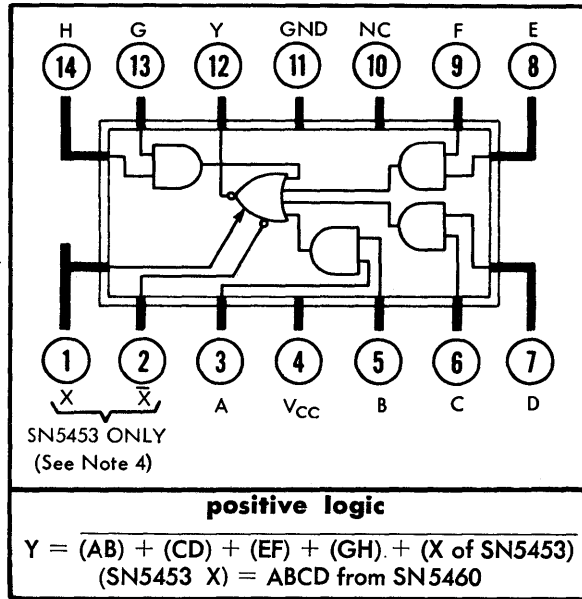 H G Y GND NC F E
14 13 12 11 10 9 8
1 2 3 4 5 6 7
X X̅ A VCC B C D
SN5453 ONLY
(See Note 4)
positive logic
Y = (AB) + (CD) + (EF) + (GH). + (X of SN5453)
(SN5453 X) = ABCD from SN5460